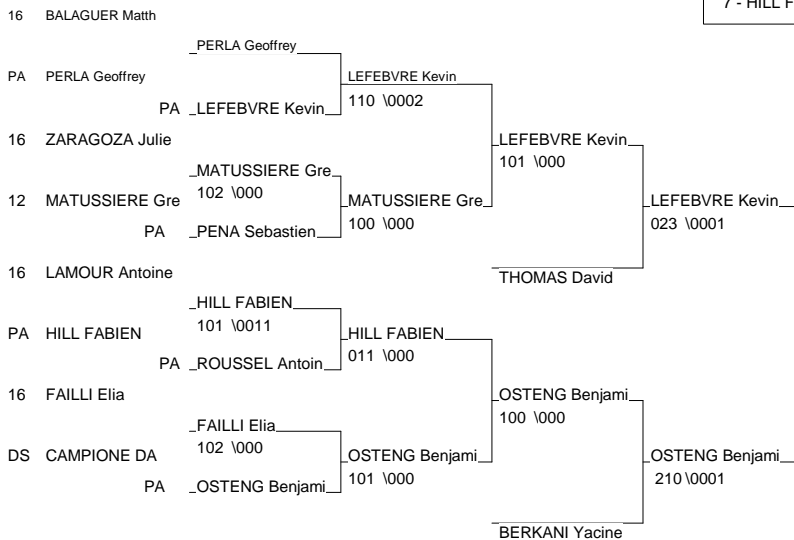 7 - HILL F
16 BALAGUER Matth
PERLA Geoffrey
PA PERLA Geoffrey
LEFEBVRE Kevin
110 \0002
PA LEFEBVRE Kevin
16 ZARAGOZA Julie
LEFEBVRE Kevin
101 \000
MATUSSIERE Gre
102 \000
12 MATUSSIERE Gre
MATUSSIERE Gre
100 \000
LEFEBVRE Kevin
023 \0001
PA PENA Sebastien
16 LAMOUR Antoine
THOMAS David
HILL FABIEN
101 \0011
PA HILL FABIEN
HILL FABIEN
011 \000
PA ROUSSEL Antoin
16 FAILLI Elia
OSTENG Benjami
100 \000
FAILLI Elia
102 \000
DS CAMPIONE DA
OSTENG Benjami
101 \000
OSTENG Benjami
210 \0001
PA OSTENG Benjami
BERKANI Yacine